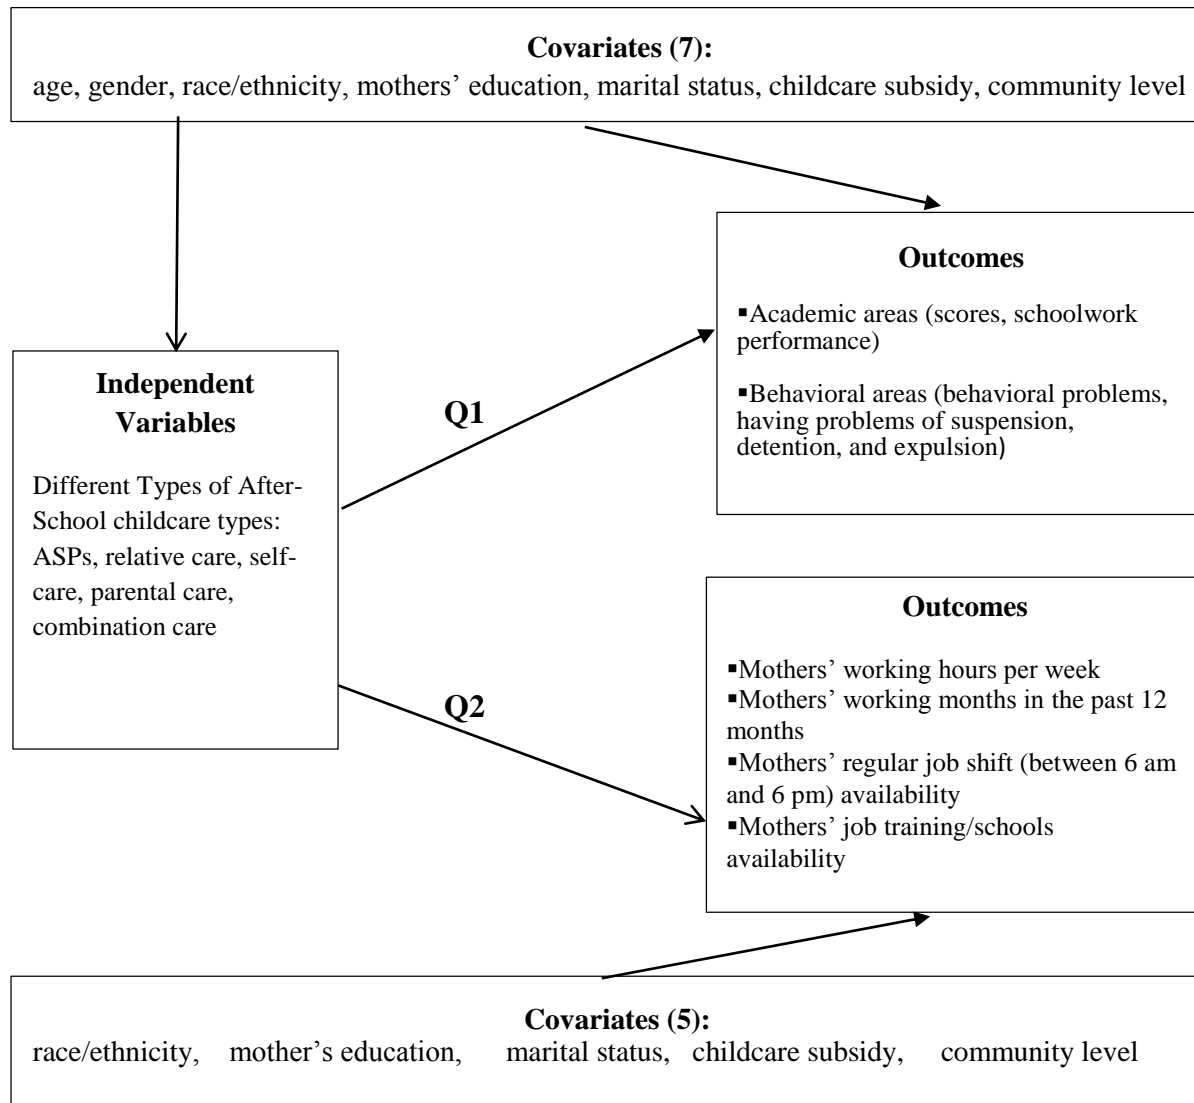 Covariates (7):
age, gender, race/ethnicity, mothers’ education, marital status, childcare subsidy, community level
Outcomes
▪Academic areas (scores, schoolwork
performance)
▪Behavioral areas (behavioral problems,
having problems of suspension,
detention, and expulsion)
Independent
Variables
Different Types of After-
School childcare types:
ASPs, relative care, self-
care, parental care,
combination care
Q1
Q2
Outcomes
▪Mothers’ working hours per week
▪Mothers’ working months in the past 12
months
▪Mothers’ regular job shift (between 6 am
and 6 pm) availability
▪Mothers’ job training/schools
availability
Covariates (5):
race/ethnicity, mother’s education, marital status, childcare subsidy, community level